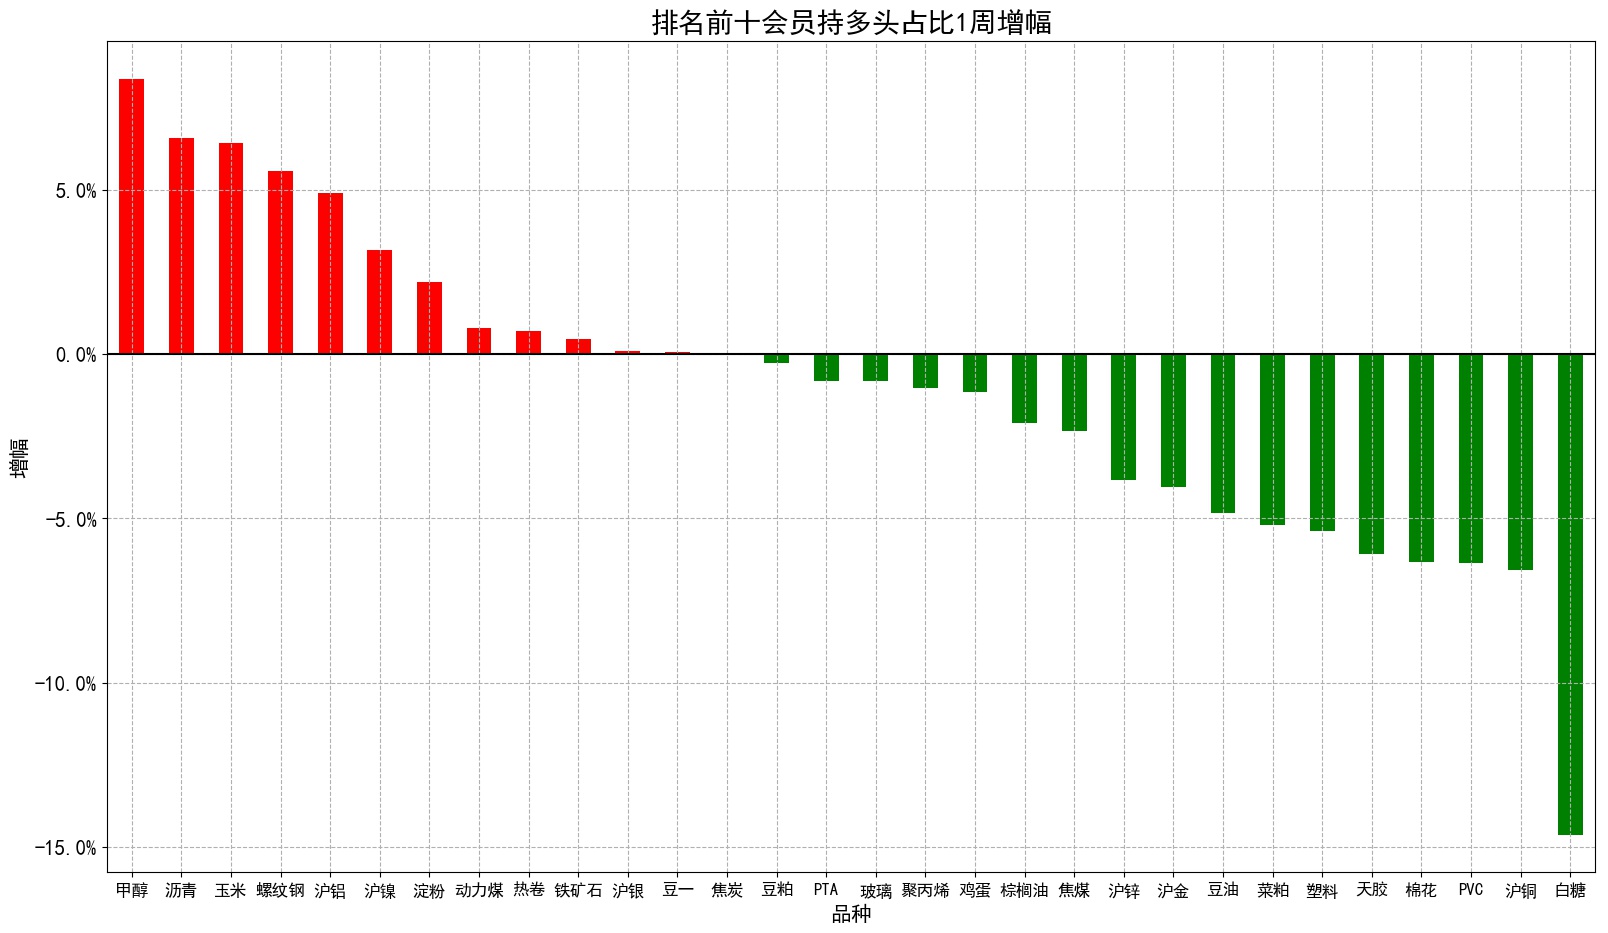 排名前十会员持多头占比1周增幅
增幅
5.0%
0.0%
−5.0%
−10.0%
−15.0%
甲醇 沥青 玉米 螺纹钢 沪铝 沪镍 淀粉 动力煤 热卷 铁矿石 沪银 豆一 焦炭 豆粕 PTA 玻璃 聚丙烯 鸡蛋 棕榈油 焦煤 沪锌 沪金 豆油 菜粕 塑料 天胶 棉花 PVC 沪铜 白糖
品种